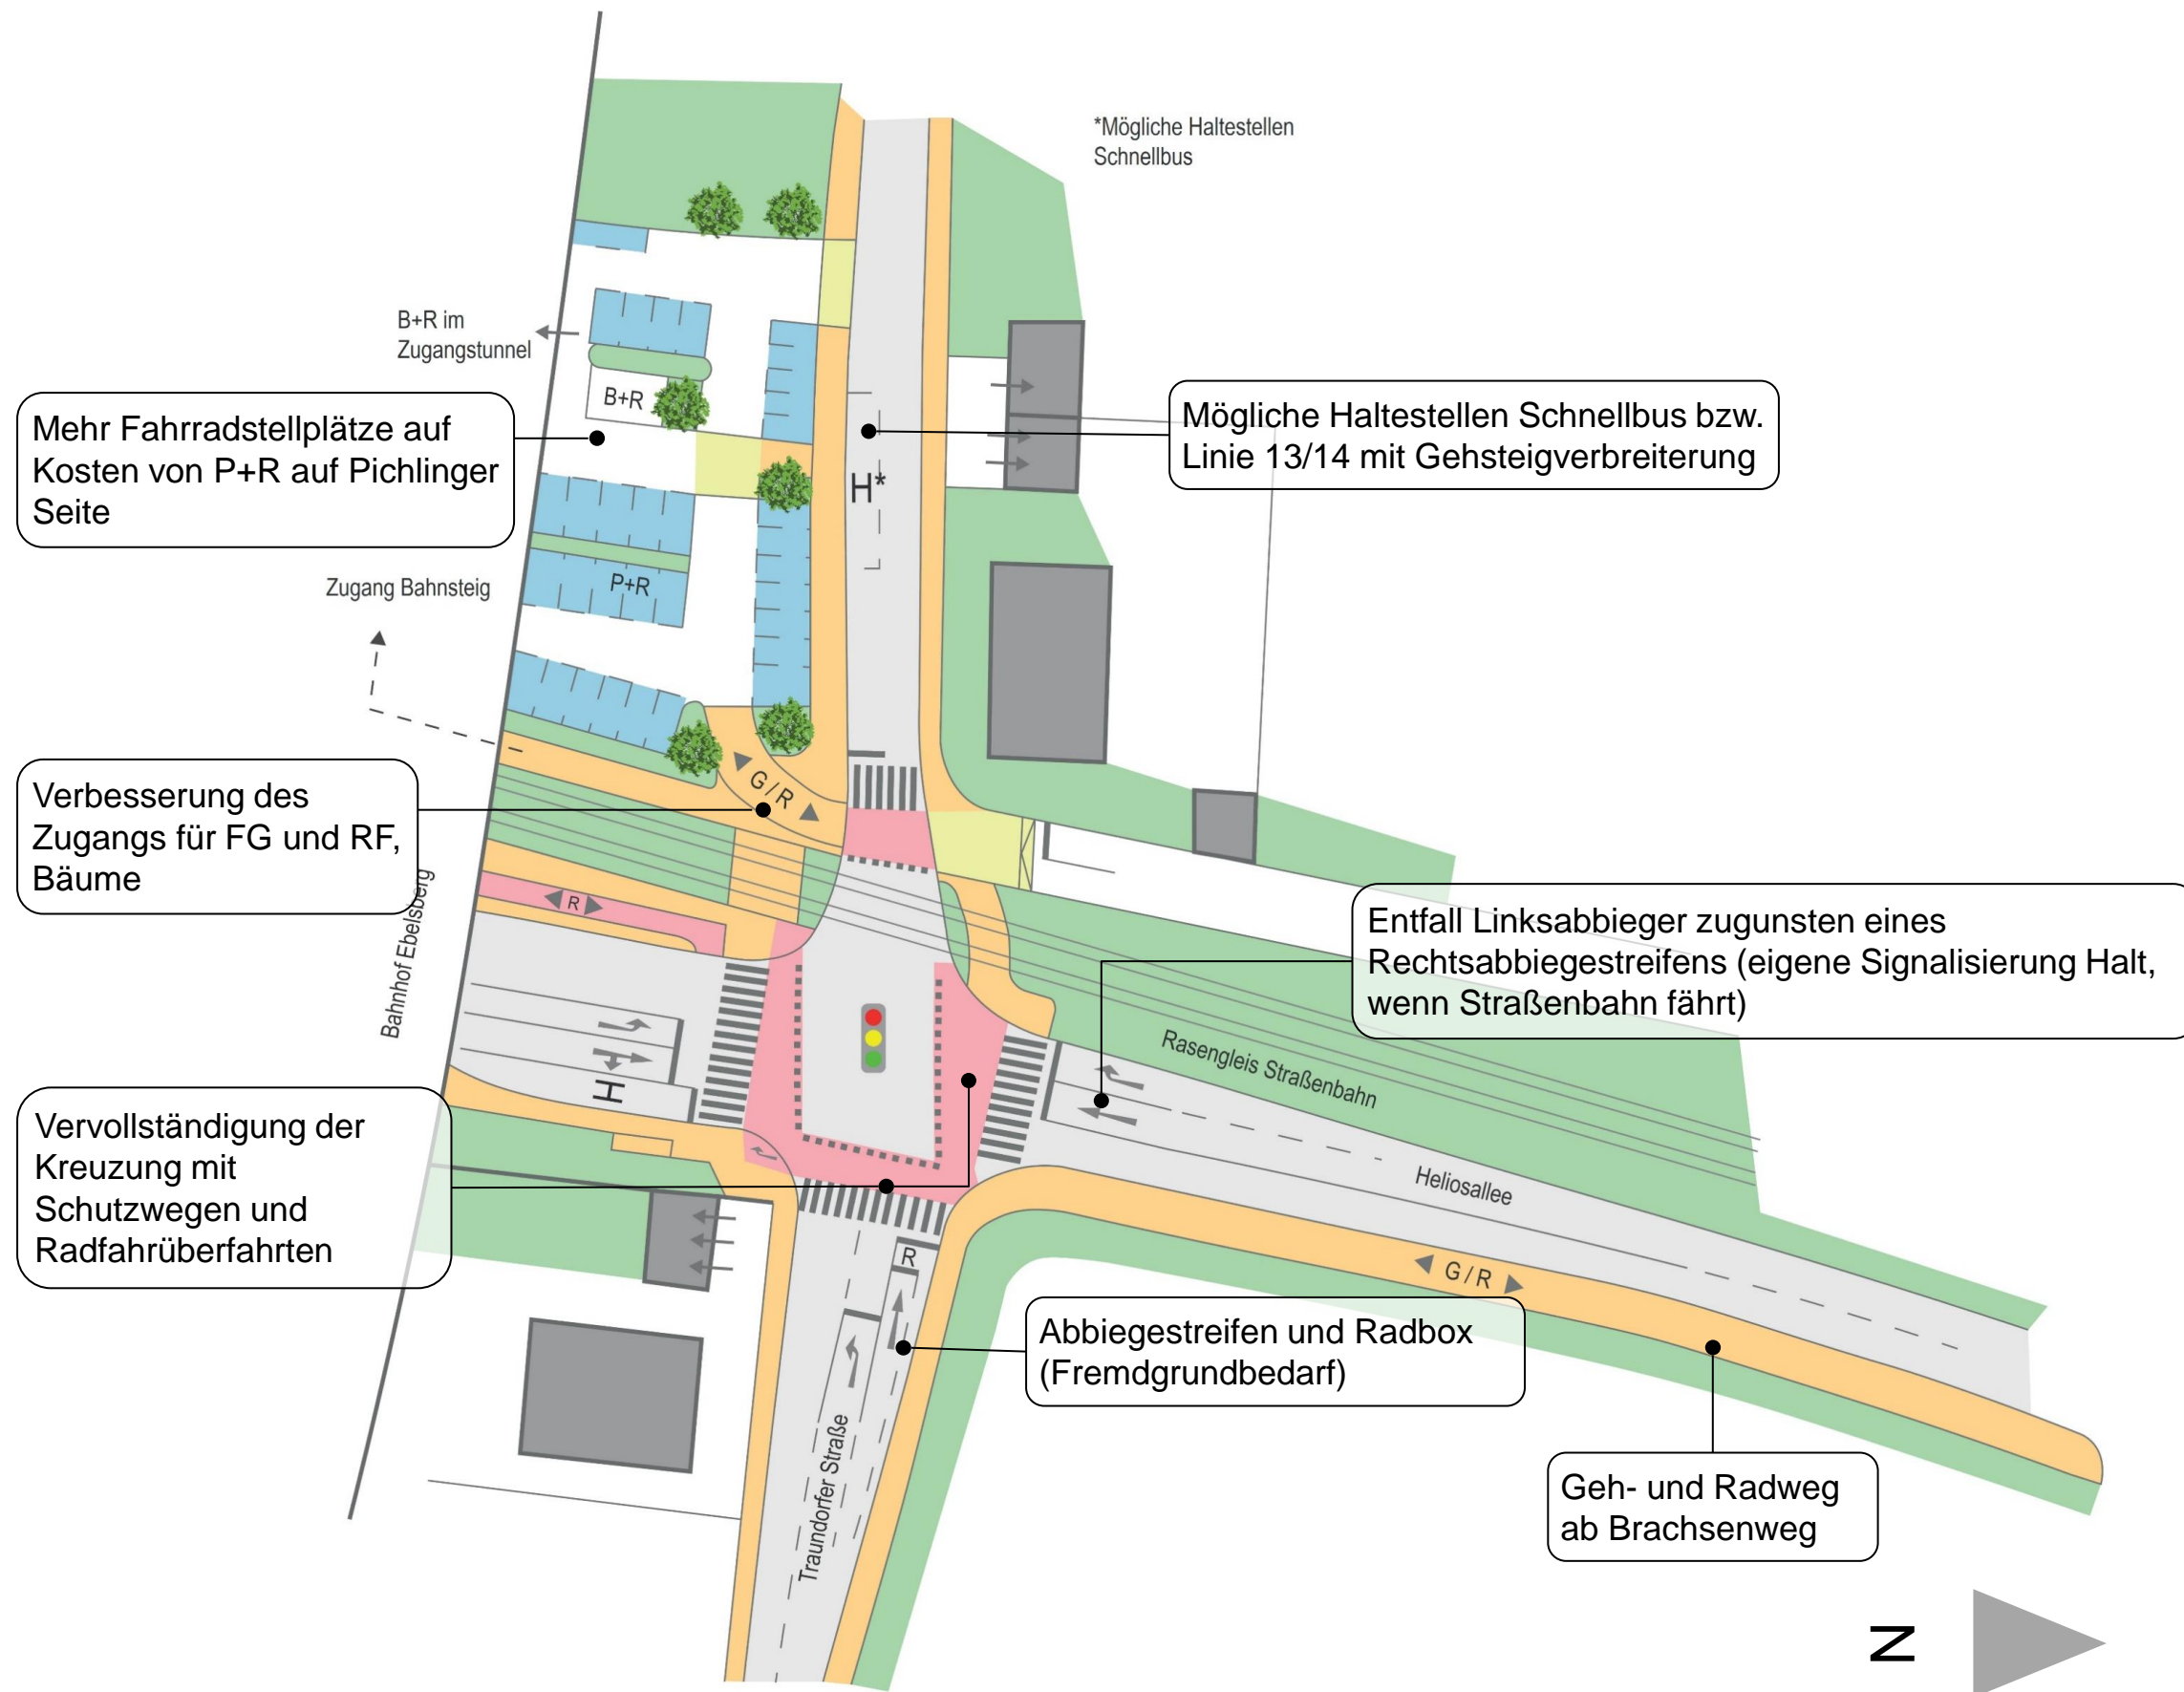 *Mögliche Haltestellen
Schnellbus
B+R im
Zugangstunnel
B+R
Mehr Fahrradstellplätze auf
Kosten von P+R auf Pichlinger
Seite
Mögliche Haltestellen Schnellbus bzw.
Linie 13/14 mit Gehsteigverbreiterung
H*
P+R
Zugang Bahnsteig
G/R
Verbesserung des
Zugangs für FG und RF,
Bäume
R
Bahnhof Ebelsberg
Entfall Linksabbieger zugunsten eines
Rechtsabbiegestreifens (eigene Signalisierung Halt,
wenn Straßenbahn fährt)
Rasengleis Straßenbahn
H
Vervollständigung der
Kreuzung mit
Schutzwegen und
Radfahrüberfahrten
Heliosallee
R
G/R
Abbiegestreifen und Radbox
(Fremdgrundbedarf)
Traundorfer Straße
Geh- und Radweg
ab Brachsenweg
N